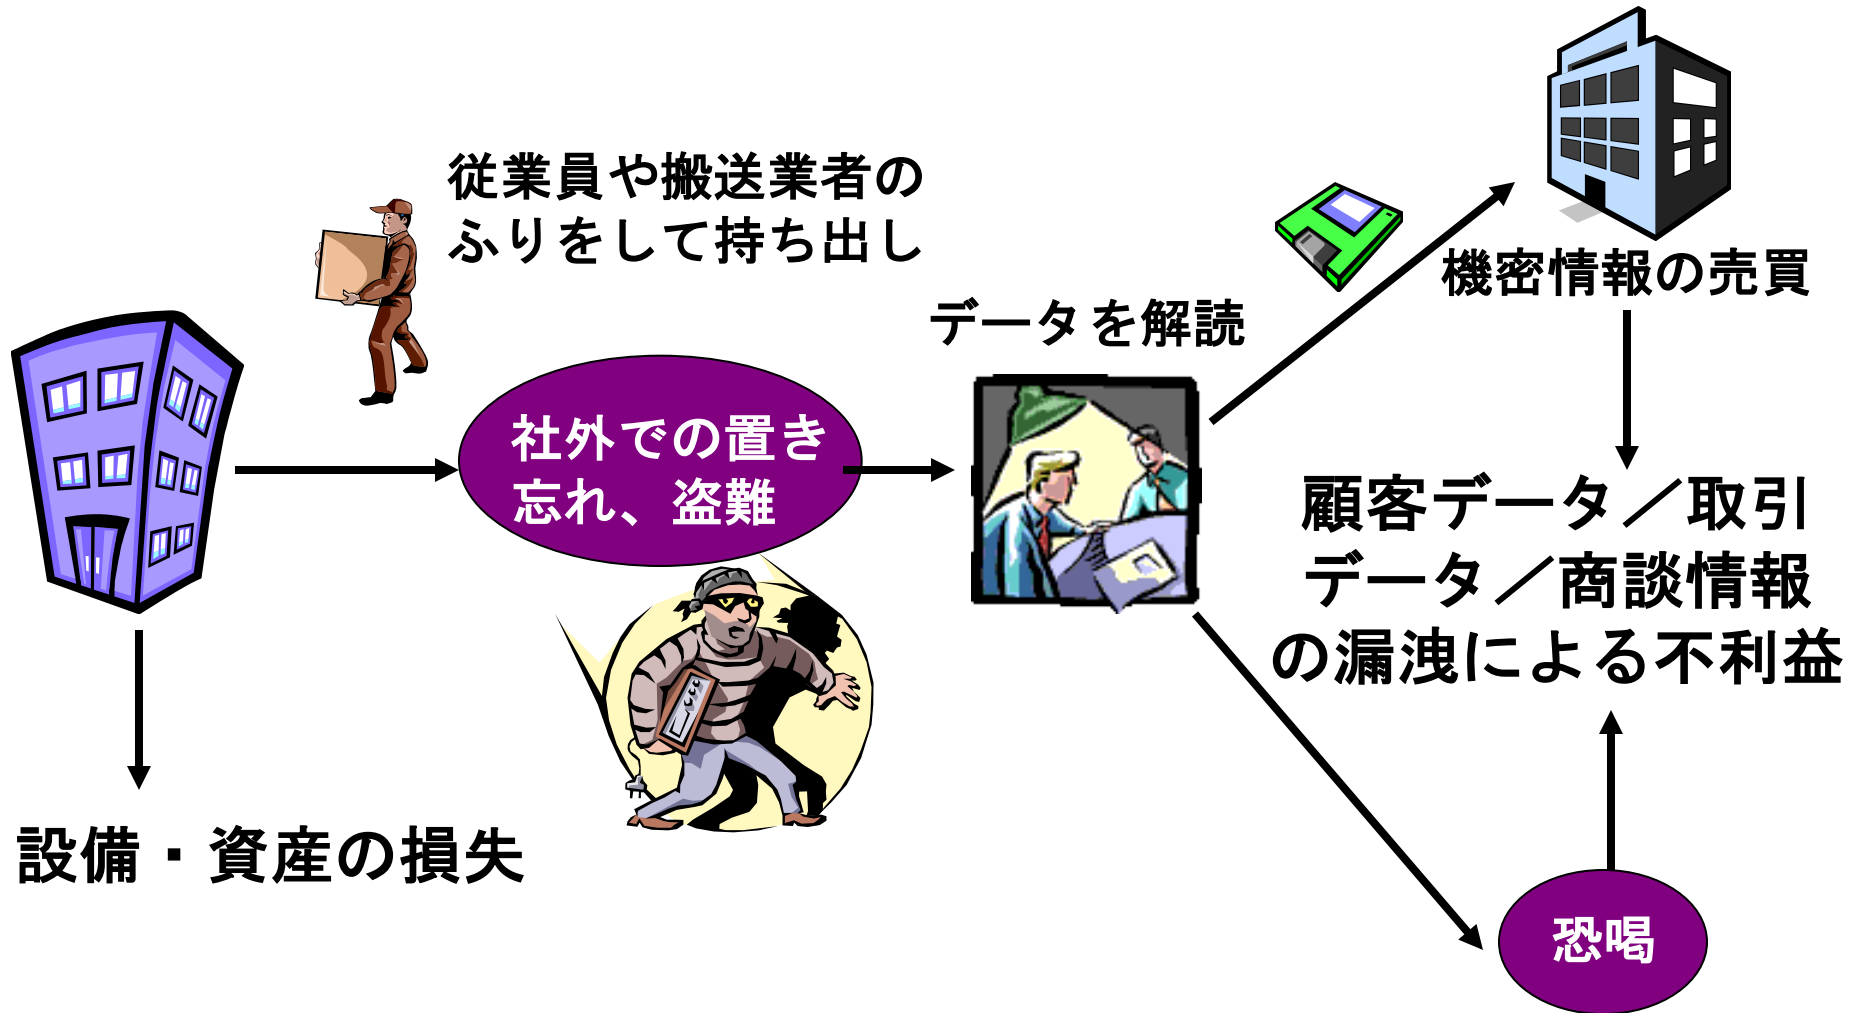 従業員や搬送業者の
ふりをして持ち出し
機密情報の売買
データを解読
社外での置き
忘れ、盗難
顧客データ／取引
データ／商談情報
の漏洩による不利益
設備・資産の損失
恐喝